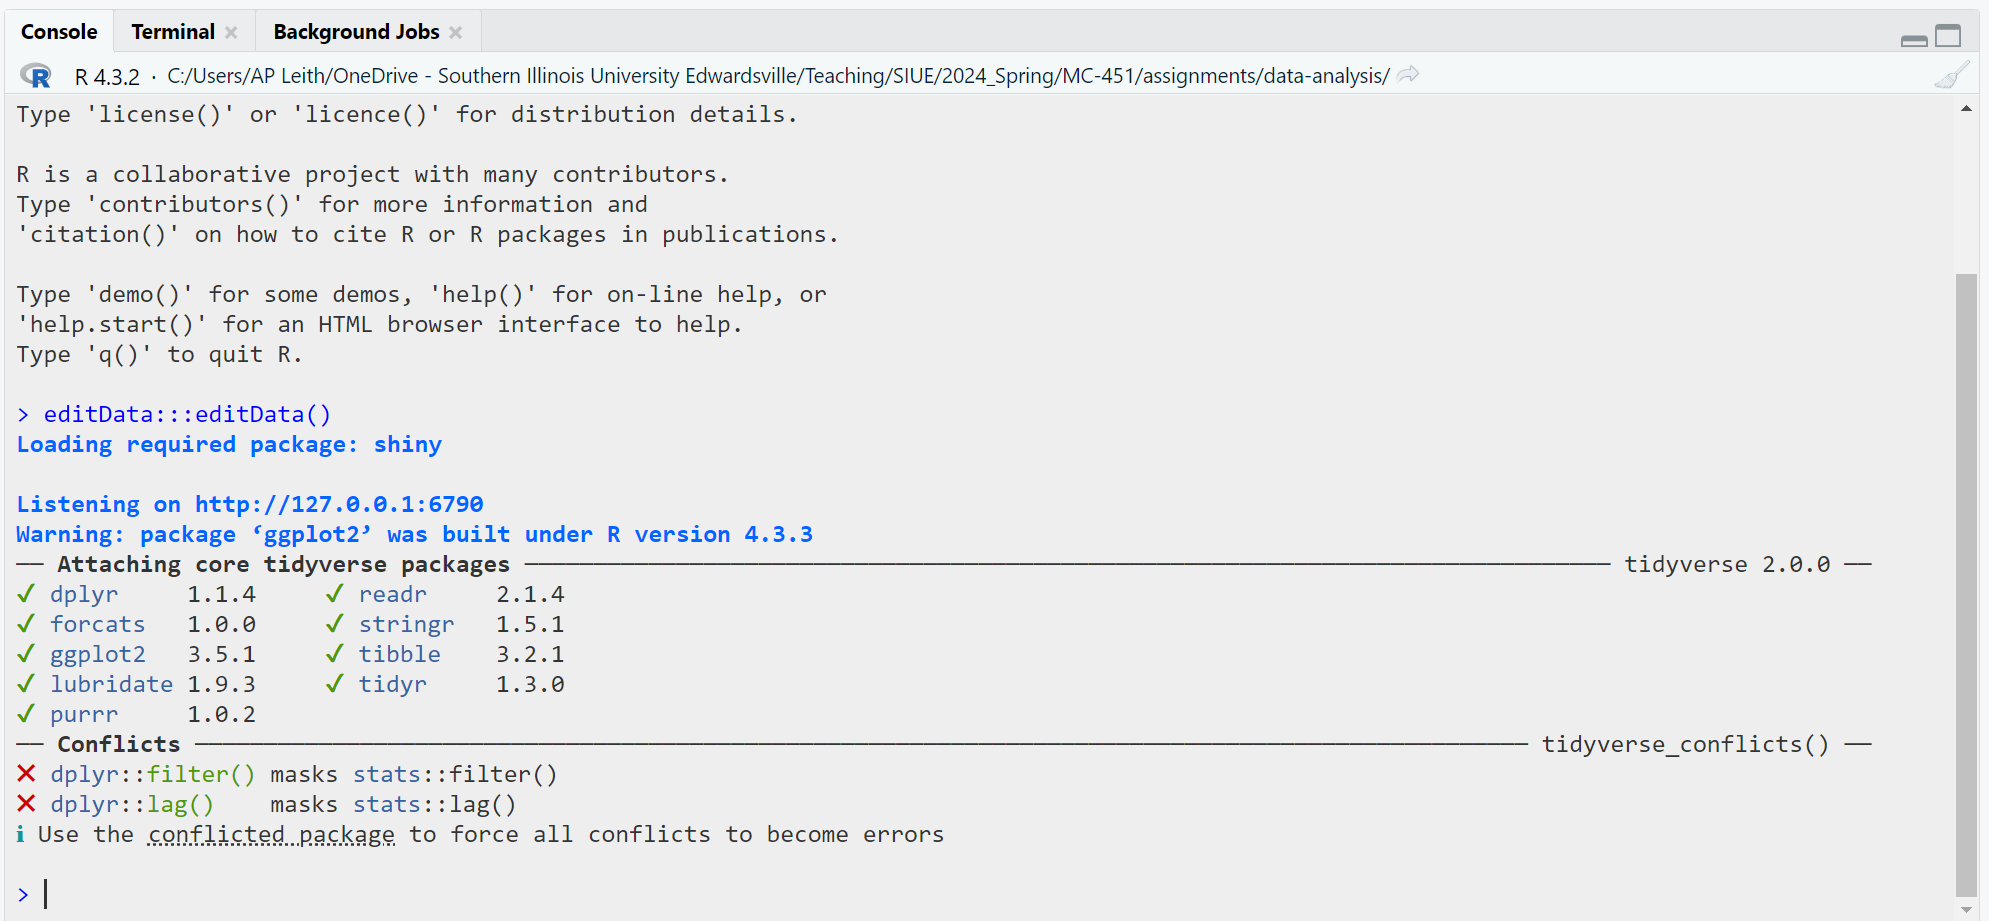 Console Terminal Background Jobs
R R 4.3.2 · C:/Users/AP Leith/OneDrive - Southern Illinois University Edwardsville/Teaching/SIUE/2024_Spring/MC-451/assignments/data-analysis/
Type 'license()' or 'licence()' for distribution details.
R is a collaborative project with many contributors.
Type 'contributors()' for more information and
'citation()' on how to cite R or R packages in publications.
Type 'demo()' for some demos, 'help()' for on-line help, or
'help.start()' for an HTML browser interface to help.
Type 'q()' to quit R.
> editData:::editData()
Loading required package: shiny
Listening on http://127.0.0.1:6790
Warning: package ‘ggplot2’ was built under R version 4.3.3
── Attaching core tidyverse packages ── tidyverse 2.0.0 ──
✔ dplyr 1.1.4 ✔ readr 2.1.4
✔ forcats 1.0.0 ✔ stringr 1.5.1
✔ ggplot2 3.5.1 ✔ tibble 3.2.1
✔ lubridate 1.9.3 ✔ tidyr 1.3.0
✔ purrr 1.0.2
── Conflicts ── tidyverse_conflicts() ──
✖ dplyr::filter() masks stats::filter()
✖ dplyr::lag() masks stats::lag()
ℹ Use the conflicted package to force all conflicts to become errors
>